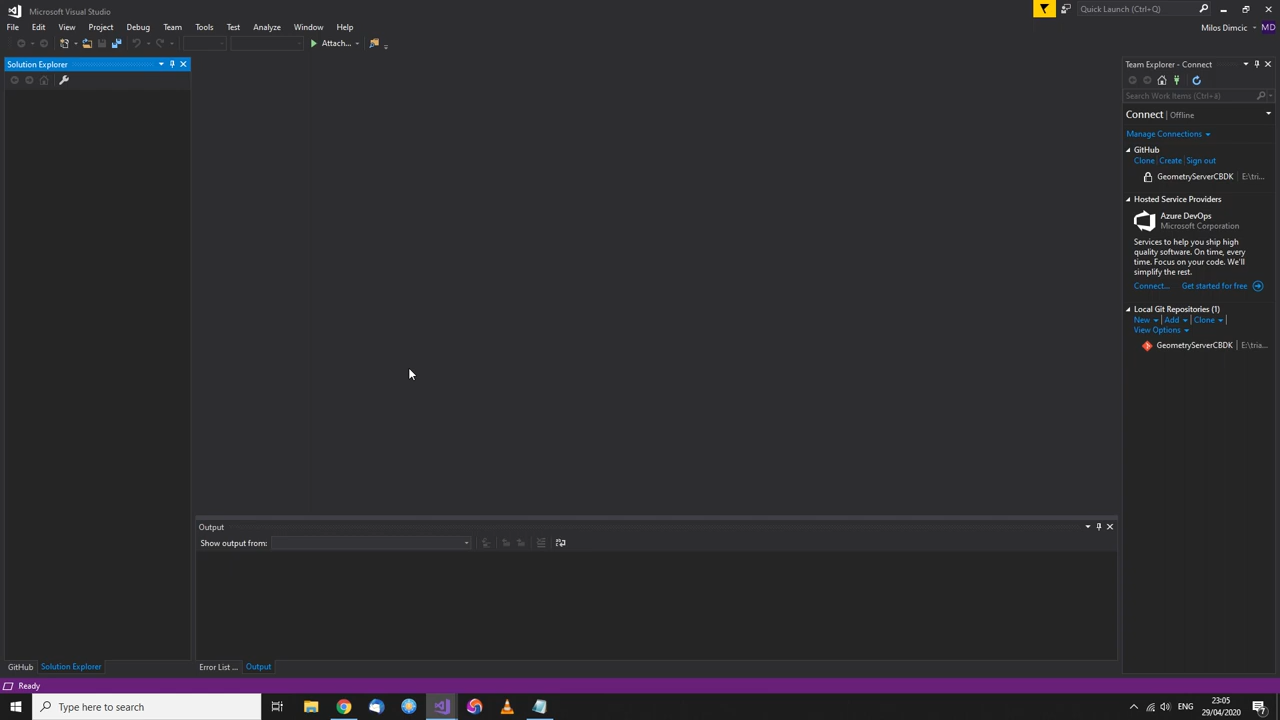 Microsoft Visual Studio
Quick Launch (Ctrl+Q)
File Edit View Project Debug Team Tools Test Analyze Window Help
Milos Dimcic MD
Attach...
Solution Explorer
Team Explorer - Connect
Search Work Items (Ctrl+ä)
Connect | Offline
Manage Connections
GitHub
Clone Create Sign out
GeometryServerCBDK E:\tri...
Hosted Service Providers
Azure DevOps
Microsoft Corporation
Services to help you ship high
quality software. On time, every
time. Focus on your code. We'll
simplify the rest.
Connect... Get started for free
Local Git Repositories (1)
New | Add | Clone |
View Options
GeometryServerCBDK E:\tria...
Output
Show output from:
GitHub Solution Explorer
Error List ... Output
Ready
Type here to search
ENG
23:05
29/04/2020